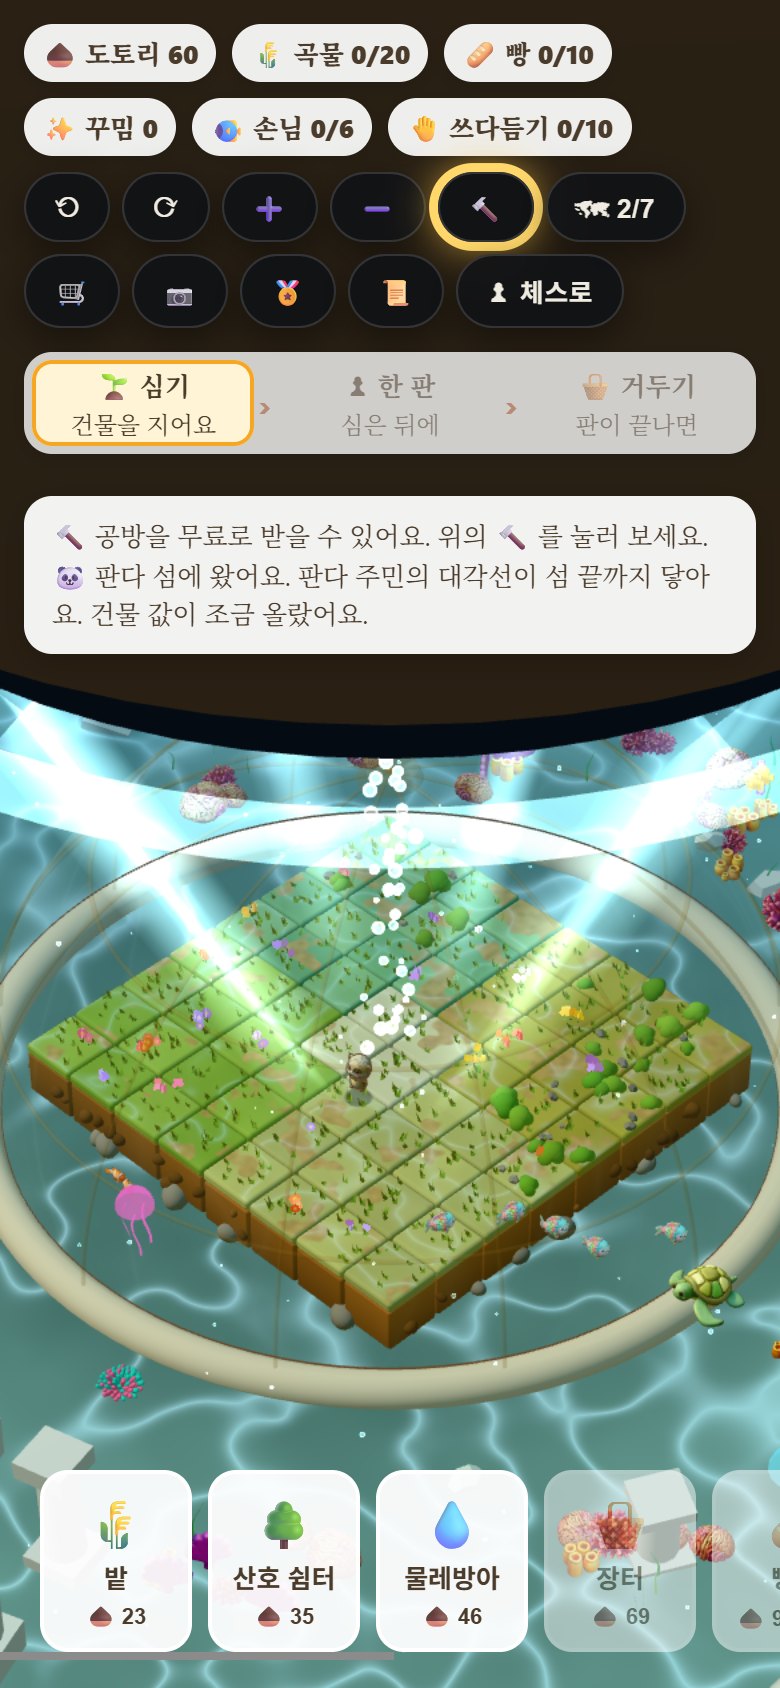 도토리 60
곡물 0/20
빵 0/10
꾸밈 0
손님 0/6
쓰다듬기 0/10
2/7
체스로
심기
건물을 지어요
한 판
심은 뒤에
거두기
판이 끝나면
공방을 무료로 받을 수 있어요. 위의 🔨 를 눌러 보세요.
판다 섬에 왔어요. 판다 주민의 대각선이 섬 끝까지 닿아
요. 건물 값이 조금 올랐어요.
밭
23
산호 쉼터
35
물레방아
46
장터
69